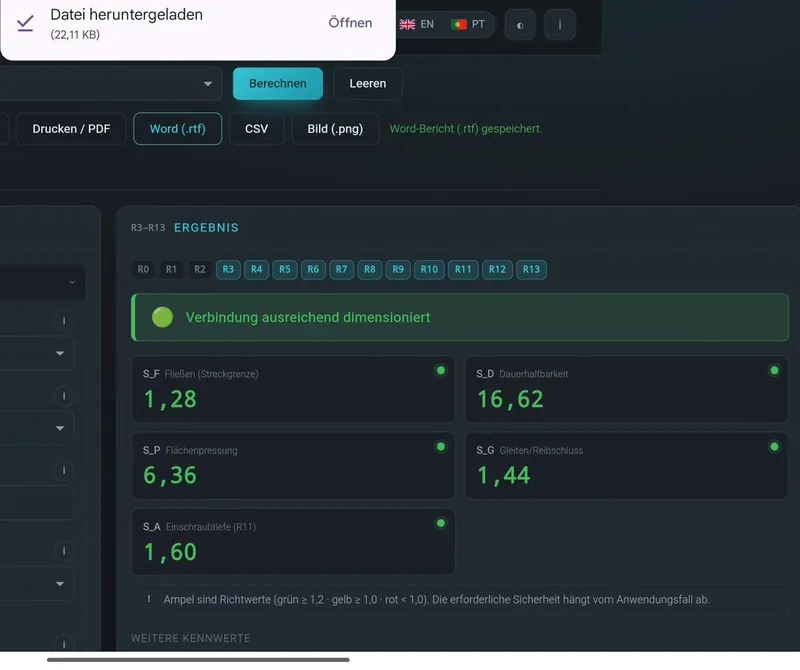 Datei heruntergeladen
(22,11 KB)
Öffnen
EN
PT
i
Berechnen
Leeren
Drucken / PDF
Word (.rtf)
CSV
Bild (.png)
Word-Bericht (.rtf) gespeichert.
R3–R13 ERGEBNIS
R0 R1 R2 R3 R4 R5 R6 R7 R8 R9 R10 R11 R12 R13
Verbindung ausreichend dimensioniert
S_F Fließen (Streckgrenze)
1,28
S_D Dauerhaltbarkeit
16,62
S_P Flächenpressung
6,36
S_G Gleiten/Reibschluss
1,44
S_A Einschraubtiefe (R11)
1,60
! Ampel sind Richtwerte (grün ≥ 1,2 · gelb ≥ 1,0 · rot < 1,0). Die erforderliche Sicherheit hängt vom Anwendungsfall ab.
WEITERE KENNWERTE
i
i
i
i
i